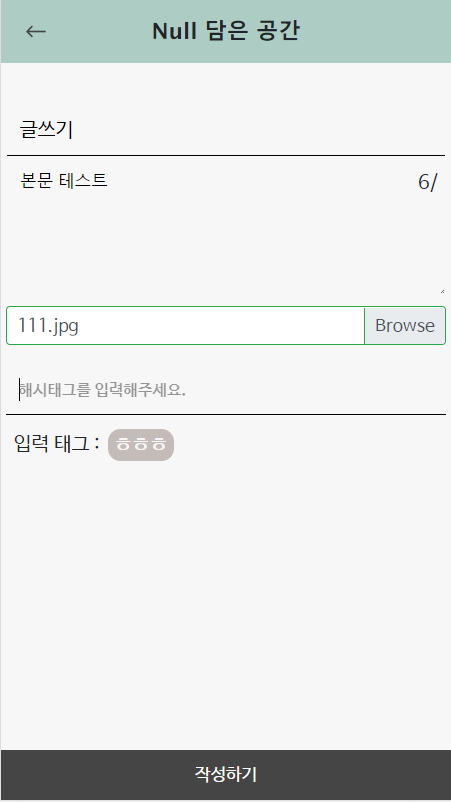 ← Null 담은 공간
글쓰기
본문 테스트 6/
111.jpg Browse
해시태그를 입력해주세요.
입력 태그 : ㅎㅎㅎ
작성하기